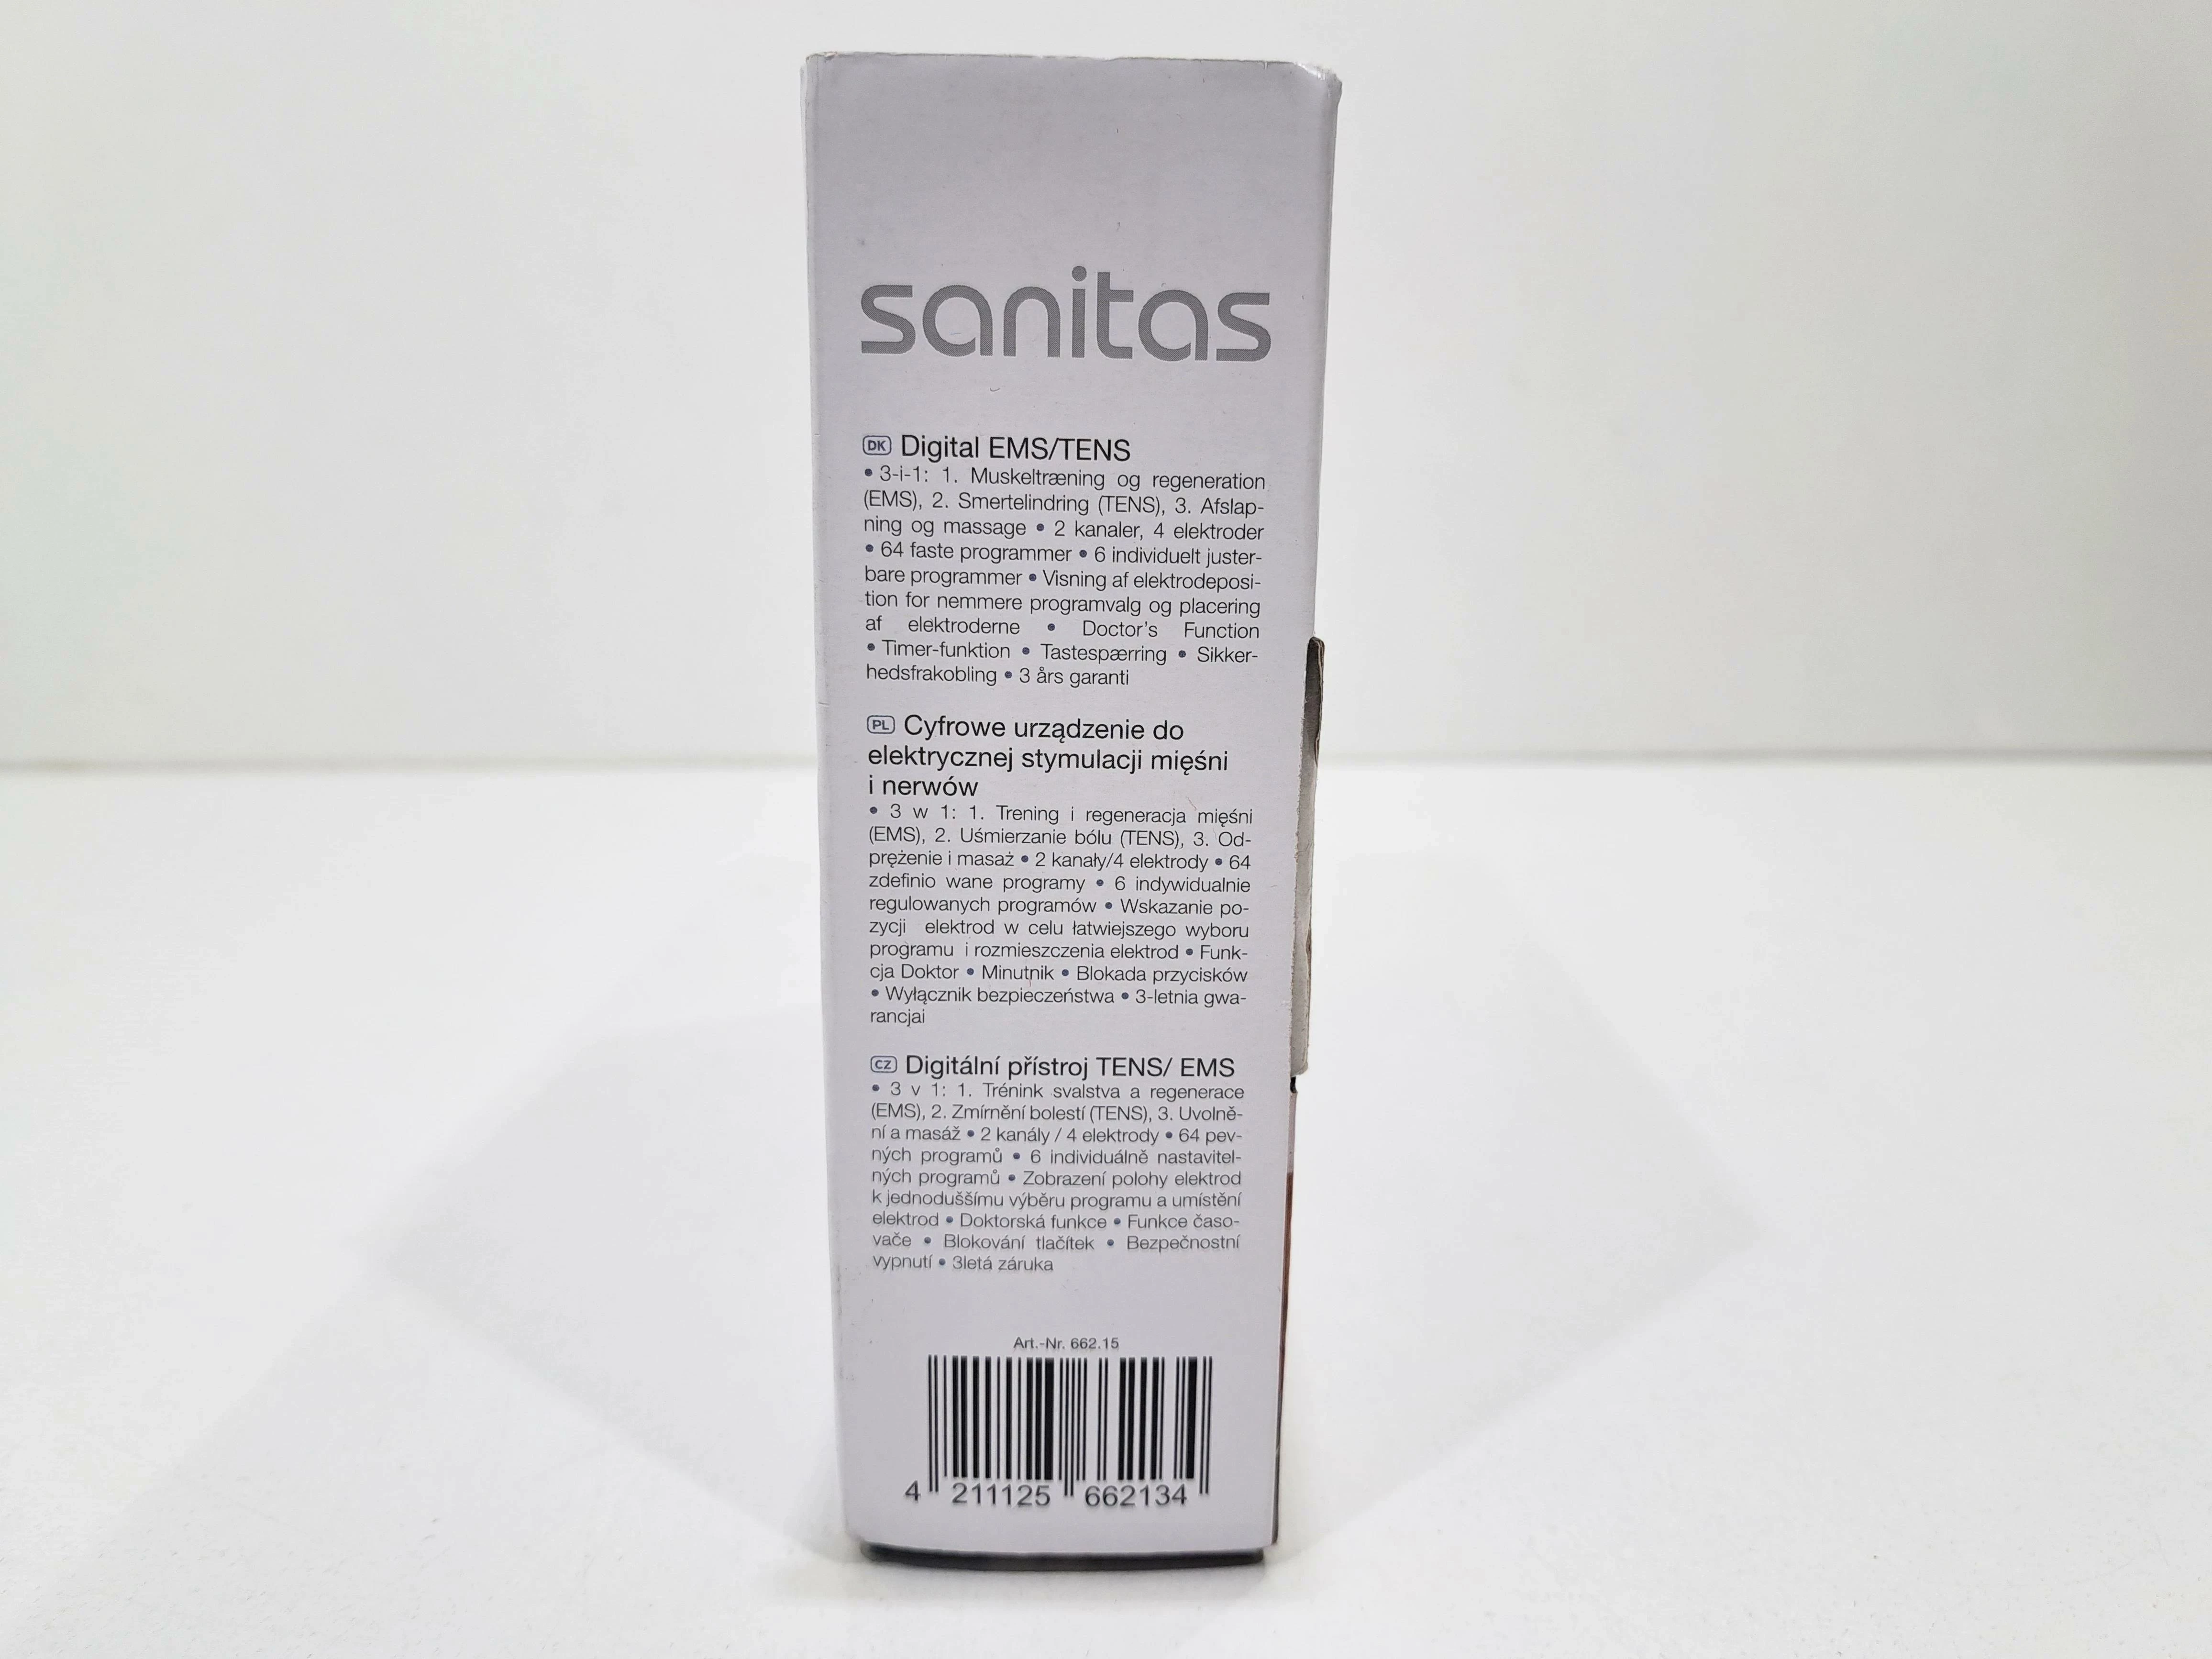 sanitas
DK Digital EMS/TENS
• 3-i-1: 1. Muskeltræning og regeneration
(EMS), 2. Smertelindring (TENS), 3. Afslap-
ning og massage • 2 kanaler, 4 elektroder
• 64 faste programmer • 6 individuelt juster-
bare programmer • Visning af elektrodeposi-
tion for nemmere programvalg og placering
af elektroderne • Doctor's Function
• Timer-funktion • Tastespærring • Sikker-
hedsfrakobling • 3 års garanti
PL Cyfrowe urządzenie do
elektrycznej stymulacji mięśni
i nerwów
• 3 w 1: 1. Trening i regeneracja mięśni
(EMS), 2. Uśmierzanie bólu (TENS), 3. Od-
prężenie i masaż • 2 kanały/4 elektrody • 64
zdefinio wane programy • 6 indywidualnie
regulowanych programów • Wskazanie po-
zycji elektrod w celu łatwiejszego wyboru
programu i rozmieszczenia elektrod • Funk-
cja Doktor • Minutnik • Blokada przycisków
• Wyłącznik bezpieczeństwa • 3-letnia gwa-
rancjai
CZ Digitální přístroj TENS/ EMS
• 3 v 1: 1. Trénink svalstva a regenerace
(EMS), 2. Zmírnění bolestí (TENS), 3. Uvolně-
ní a masáž • 2 kanály / 4 elektrody • 64 pev-
ných programů • 6 individuálně nastavitel-
ných programů • Zobrazení polohy elektrod
k jednoduššímu výběru programu a umístění
elektrod • Doktorská funkce • Funkce časo-
vače • Blokování tlačítek • Bezpečnostní
vypnutí • 3letá záruka
Art.-Nr. 662.15
4 211125 662134